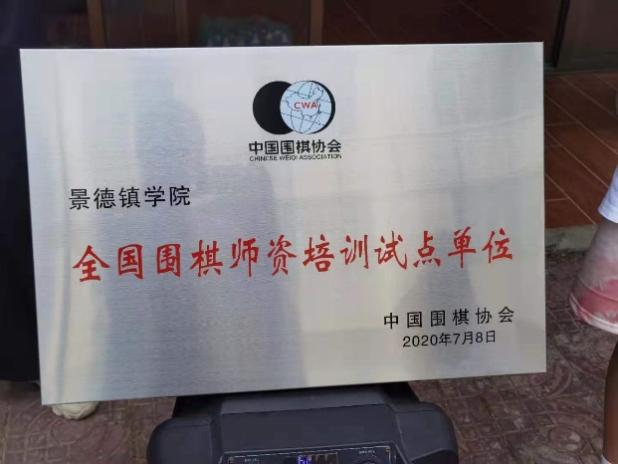 CWA
中国围棋协会
CHINESE WEIQI ASSOCIATION
景德镇学院
全国围棋师资培训试点单位
中国围棋协会
2020年7月8日